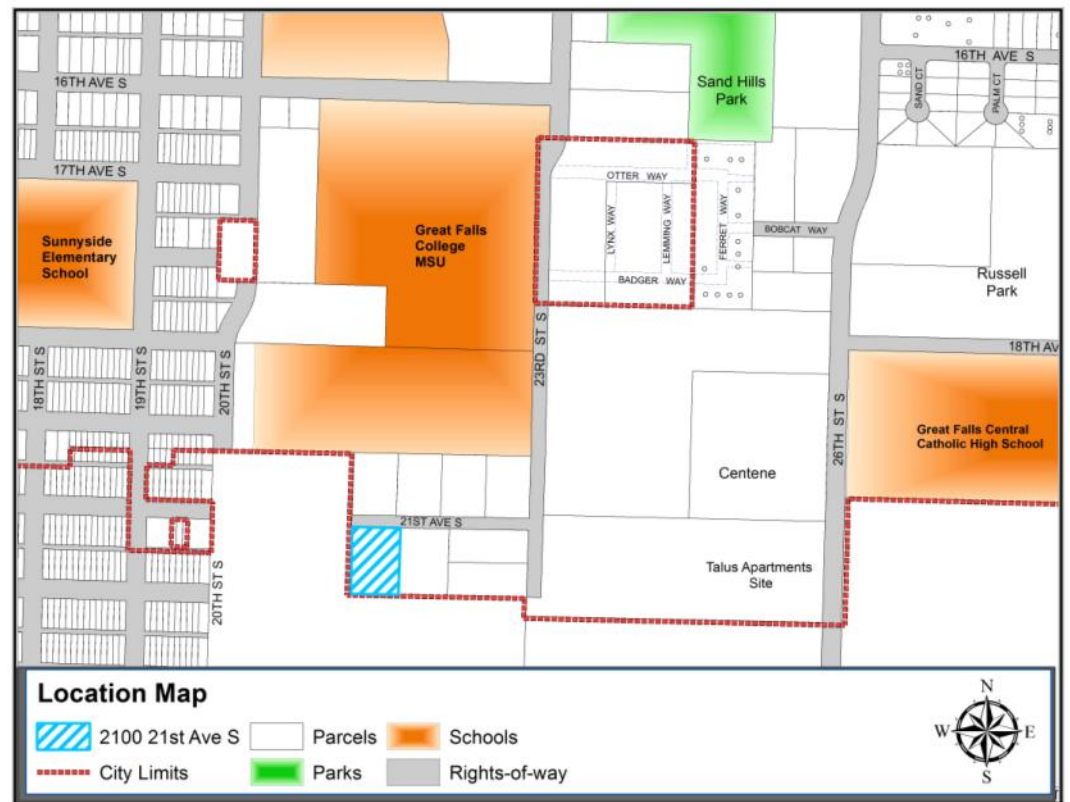 16TH AVE S
16TH AVE S
Sand Hills
Park
SAND CT
PALM CT
17TH AVE S
OTTER WAY
Sunnyside
Elementary
School
Great Falls
College
MSU
LYNX WAY
LEMMING WAY
FERRET WAY
BOBCAT WAY
BADGER WAY
Russell
Park
18TH AV
18TH ST S
19TH ST S
20TH ST S
23RD ST S
26TH ST S
Great Falls Central
Catholic High School
Centene
21ST AVE S
20TH ST S
Talus Apartments
Site
Location Map
2100 21st Ave S
Parcels
Schools
City Limits
Parks
Rights-of-way
N
W
E
S